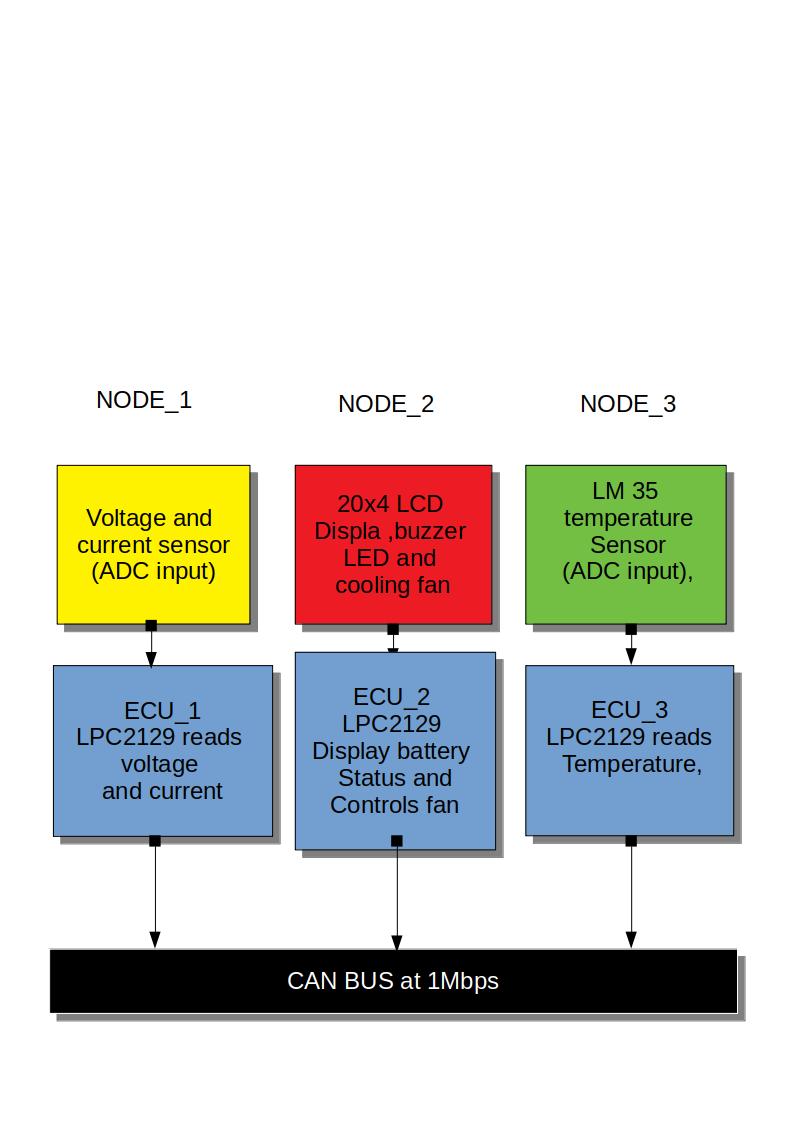 NODE_1
NODE_2
NODE_3
Voltage and
current sensor
(ADC input)
20x4 LCD
Displa ,buzzer
LED and
cooling fan
LM 35
temperature
Sensor
(ADC input),
ECU_1
LPC2129 reads
voltage
and current
ECU_2
LPC2129
Display battery
Status and
Controls fan
ECU_3
LPC2129 reads
Temperature,
CAN BUS at 1Mbps